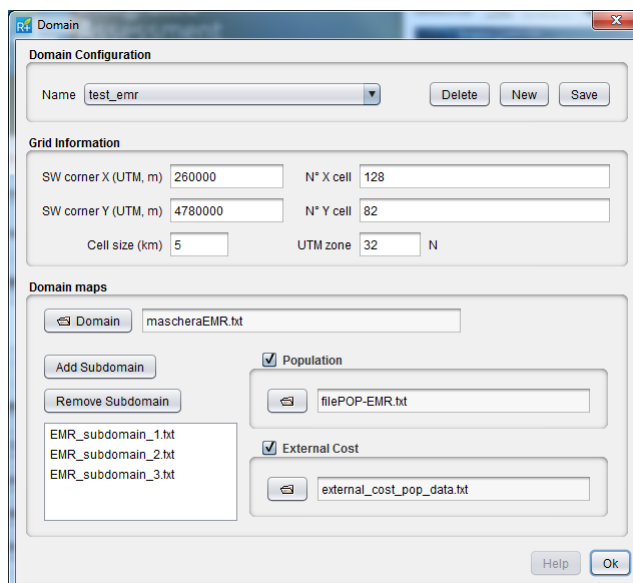 R+ Domain x
Domain Configuration
Name test_emr Delete New Save
Grid Information
SW corner X (UTM, m) 260000 N° X cell 128
SW corner Y (UTM, m) 4780000 N° Y cell 82
Cell size (km) 5 UTM zone 32 N
Domain maps
Domain mascheraEMR.txt
Add Subdomain
Population
Remove Subdomain
filePOP-EMR.txt
EMR_subdomain_1.txt
EMR_subdomain_2.txt
EMR_subdomain_3.txt
External Cost
external_cost_pop_data.txt
Help Ok